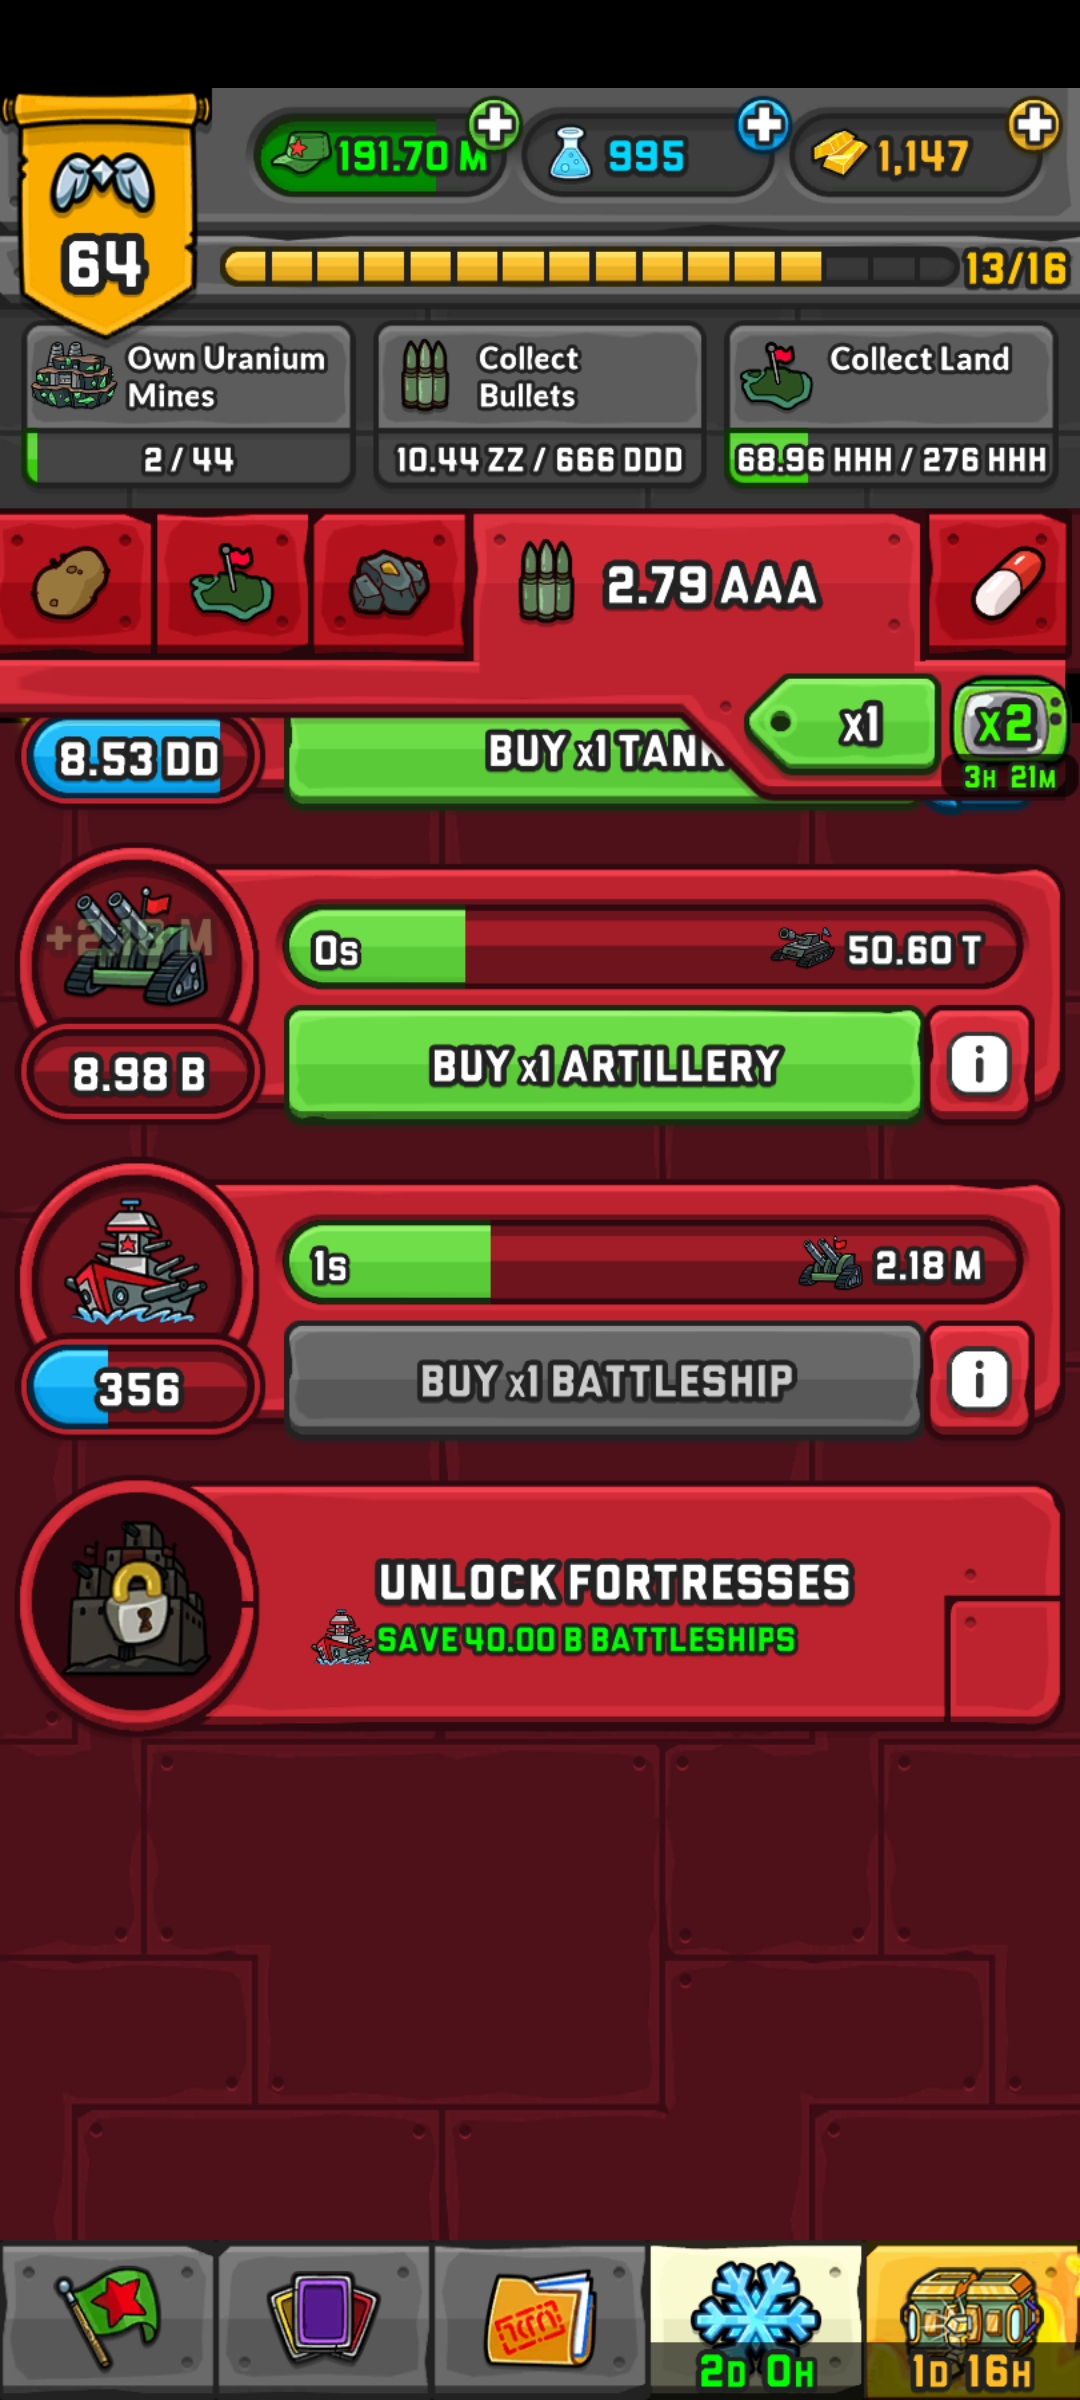 191.70 M
995
1,147
64
13/16
Own Uranium
Mines
2 / 44
Collect
Bullets
10.44 ZZ / 666 DDD
Collect Land
68.96 HHH / 276 HHH
2.79 AAA
x1
x2
3H 21M
8.53 DD
BUY x1 TANK
0s
50.60 T
8.98 B
BUY x1 ARTILLERY
i
1s
2.18 M
356
BUY x1 BATTLESHIP
i
UNLOCK FORTRESSES
SAVE 40.00 B BATTLESHIPS
2D 0H
1D 16H